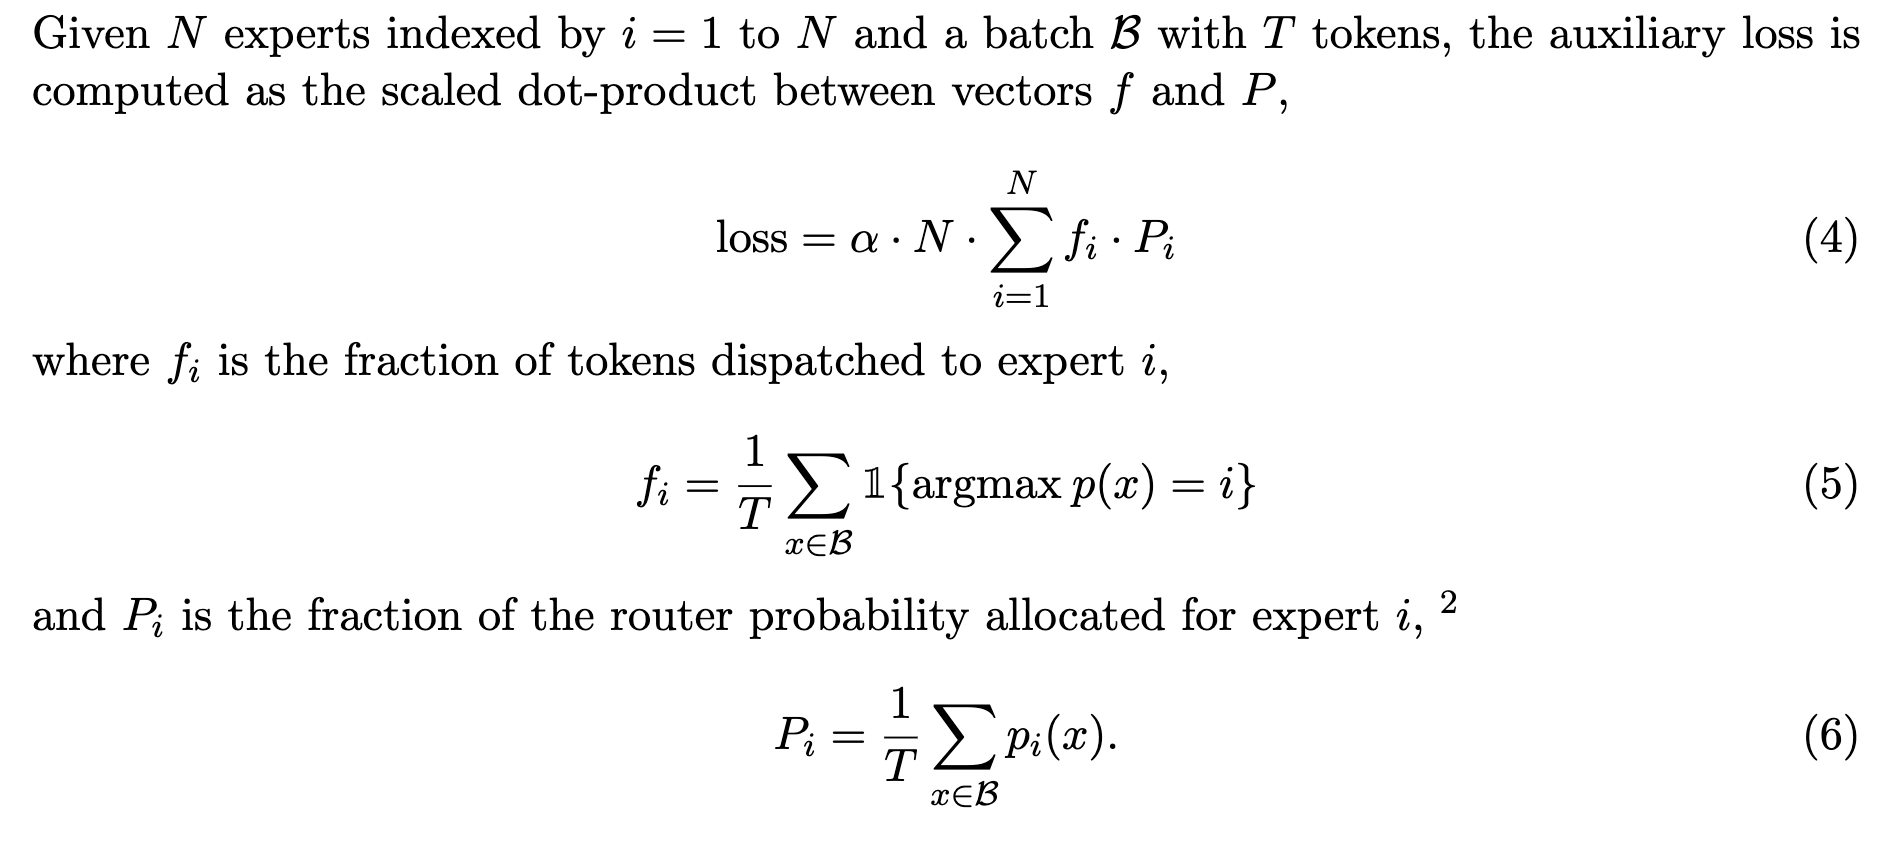 Given N experts indexed by i = 1 to N and a batch ℬ with T tokens, the auxiliary loss is
computed as the scaled dot-product between vectors f and P,
loss = α · N · ∑_{i=1}^{N} f_i · P_i (4)
where f_i is the fraction of tokens dispatched to expert i,
f_i = \frac{1}{T} ∑_{x∈ℬ} 𝟙{argmax p(x) = i} (5)
and P_i is the fraction of the router probability allocated for expert i, ²
P_i = \frac{1}{T} ∑_{x∈ℬ} p_i(x). (6)